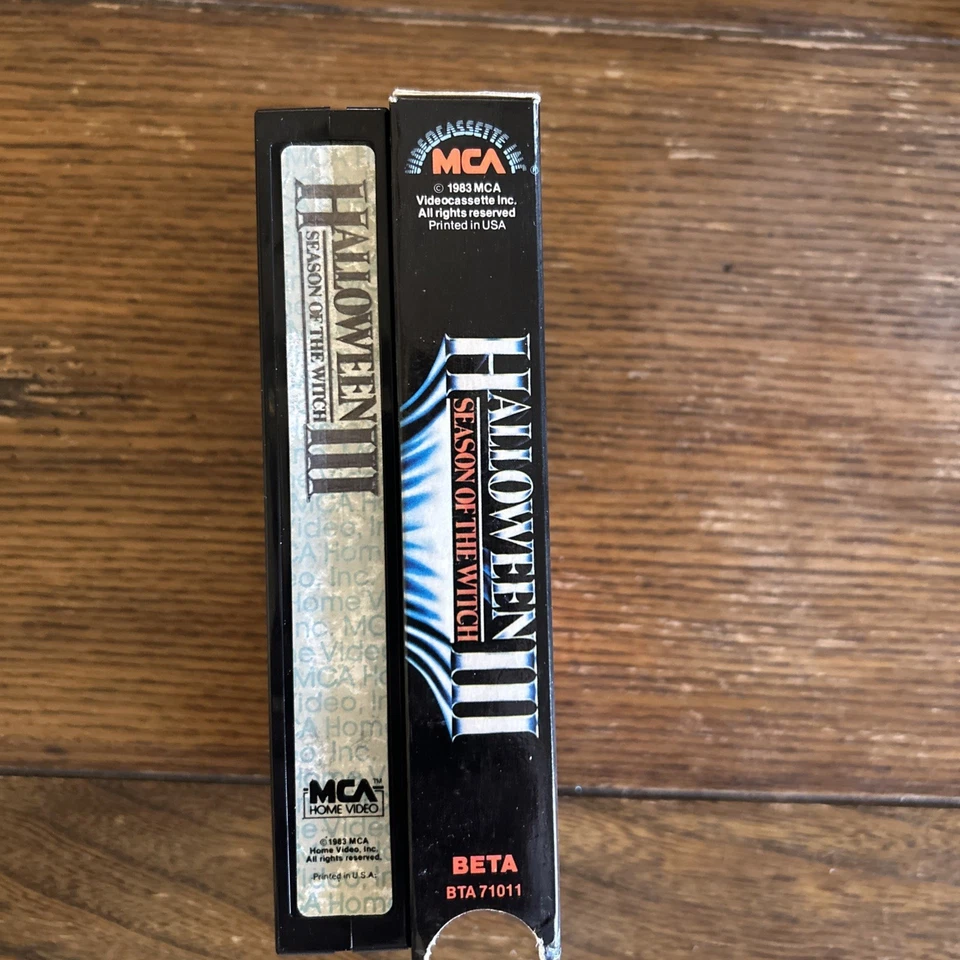 HALLOWEEN III
SEASON OF THE WITCH
MCA™
HOME VIDEO
©1983 MCA
Home Video, Inc.
All rights reserved.
Printed in U.S.A.
VIDEOCASSETTE INC.
MCA
© 1983 MCA
Videocassette Inc.
All rights reserved
Printed in USA
HALLOWEEN III
SEASON OF THE WITCH
BETA
BTA 71011